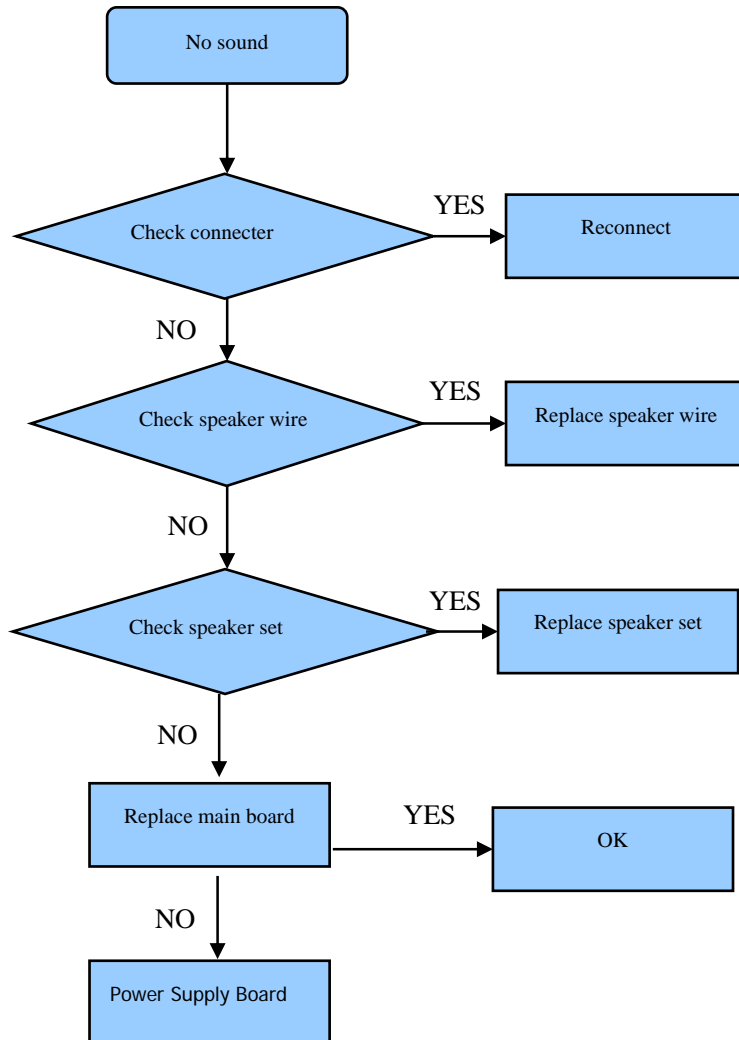 No sound
Check connecter
YES
Reconnect
NO
Check speaker wire
YES
Replace speaker wire
NO
Check speaker set
YES
Replace speaker set
NO
Replace main board
YES
OK
NO
Power Supply Board